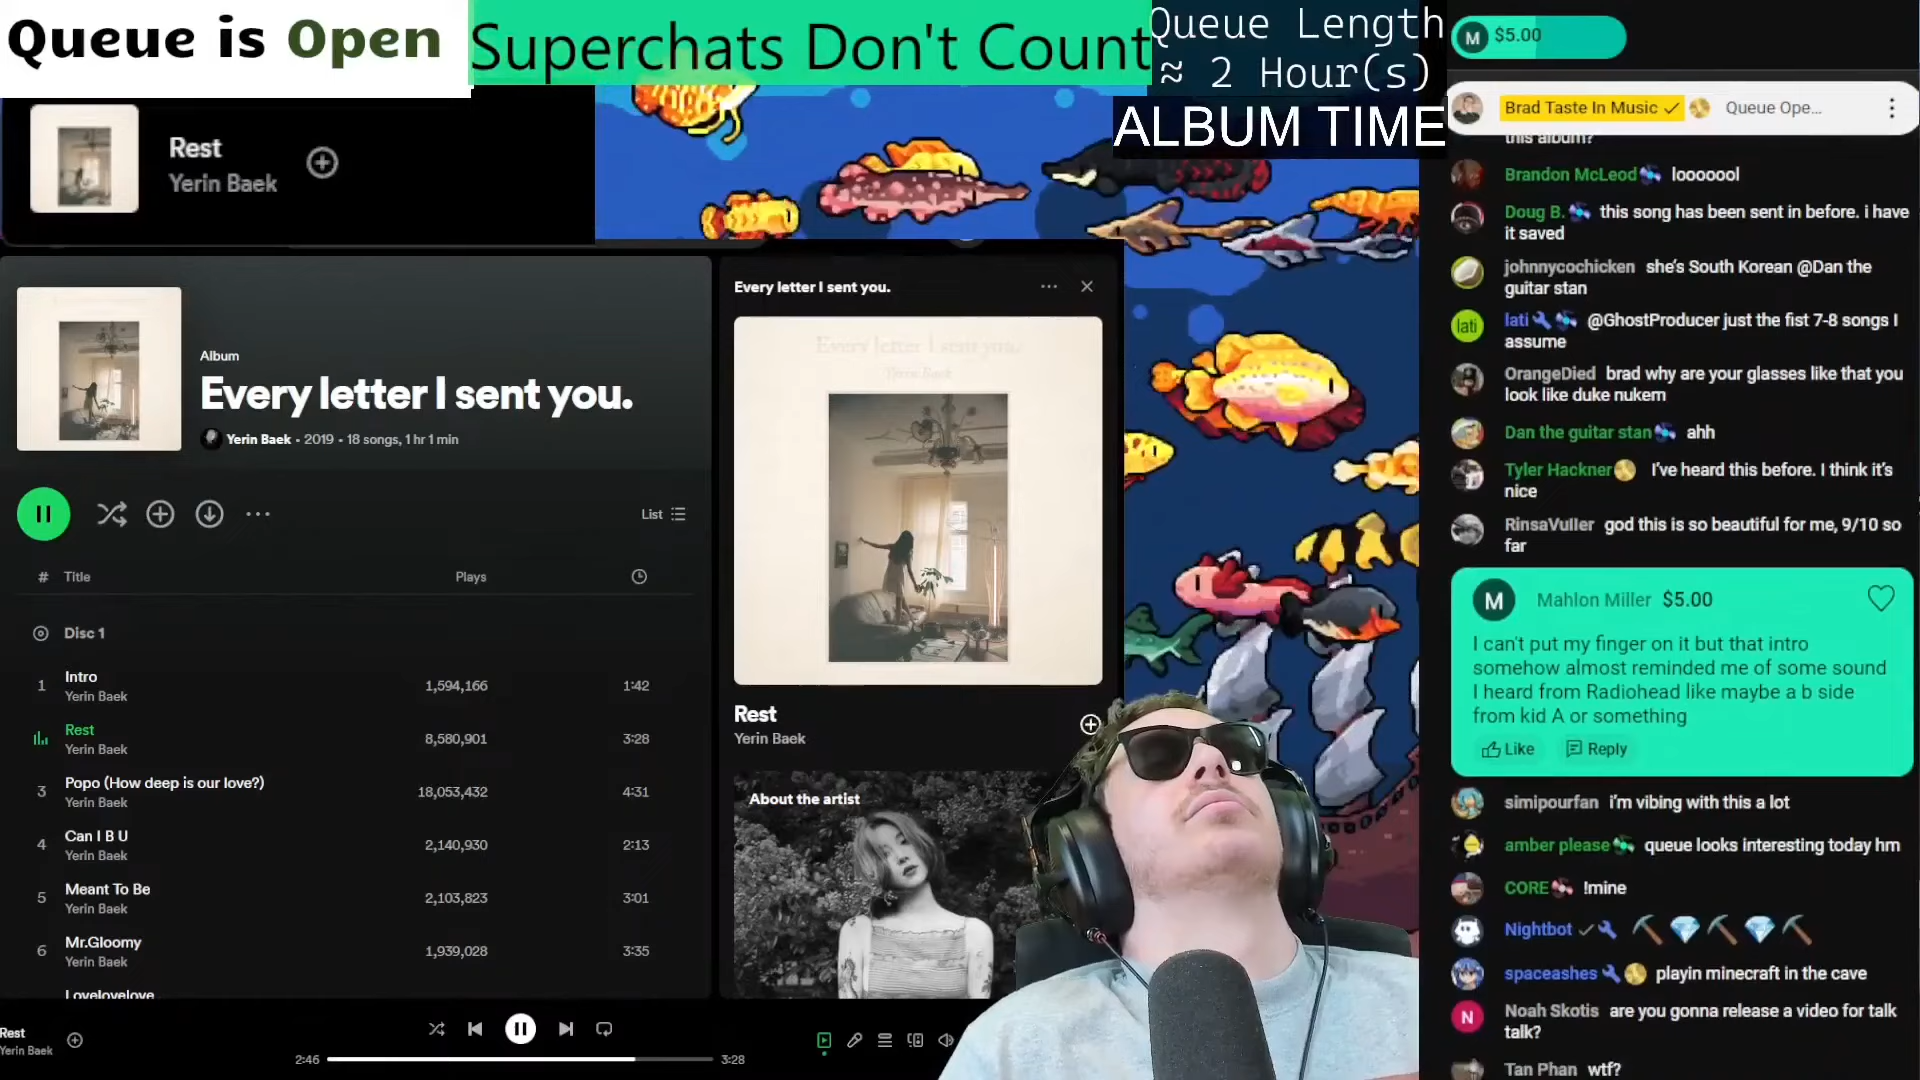 Queue is Open
Superchats Don't Count
Queue Length
≈ 2 Hour(s)
ALBUM TIME
Rest
Yerin Baek
Album
Every letter I sent you.
Yerin Baek • 2019 • 18 songs, 1 hr 1 min
List
# Title Plays
Disc 1
1 Intro 1,594,166 1:42
Yerin Baek
Rest 8,580,901 3:28
Yerin Baek
3 Popo (How deep is our love?) 18,053,432 4:31
Yerin Baek
4 Can I B U 2,140,930 2:13
Yerin Baek
5 Meant To Be 2,103,823 3:01
Yerin Baek
6 Mr.Gloomy 1,939,028 3:35
Yerin Baek
Lovelovelove
Every letter I sent you.
Every letter I sent you.
Yerin Baek
Rest
Yerin Baek
About the artist
Rest
Yerin Baek
2:46 3:28
M $5.00
Brad Taste In Music Queue Ope...
this album?
Brandon McLeod looooool
Doug B. this song has been sent in before. i have
it saved
johnnycochicken she's South Korean @Dan the
guitar stan
lati lati @GhostProducer just the fist 7-8 songs I
assume
OrangeDied brad why are your glasses like that you
look like duke nukem
Dan the guitar stan ahh
Tyler Hackner I've heard this before. I think it's
nice
RinsaVuller god this is so beautiful for me, 9/10 so
far
M Mahlon Miller $5.00
I can't put my finger on it but that intro
somehow almost reminded me of some sound
I heard from Radiohead like maybe a b side
from kid A or something
Like Reply
simipourfan i'm vibing with this a lot
amber please queue looks interesting today hm
CORE !mine
Nightbot
spaceashes playin minecraft in the cave
N Noah Skotis are you gonna release a video for talk
talk?
Tan Phan wtf?